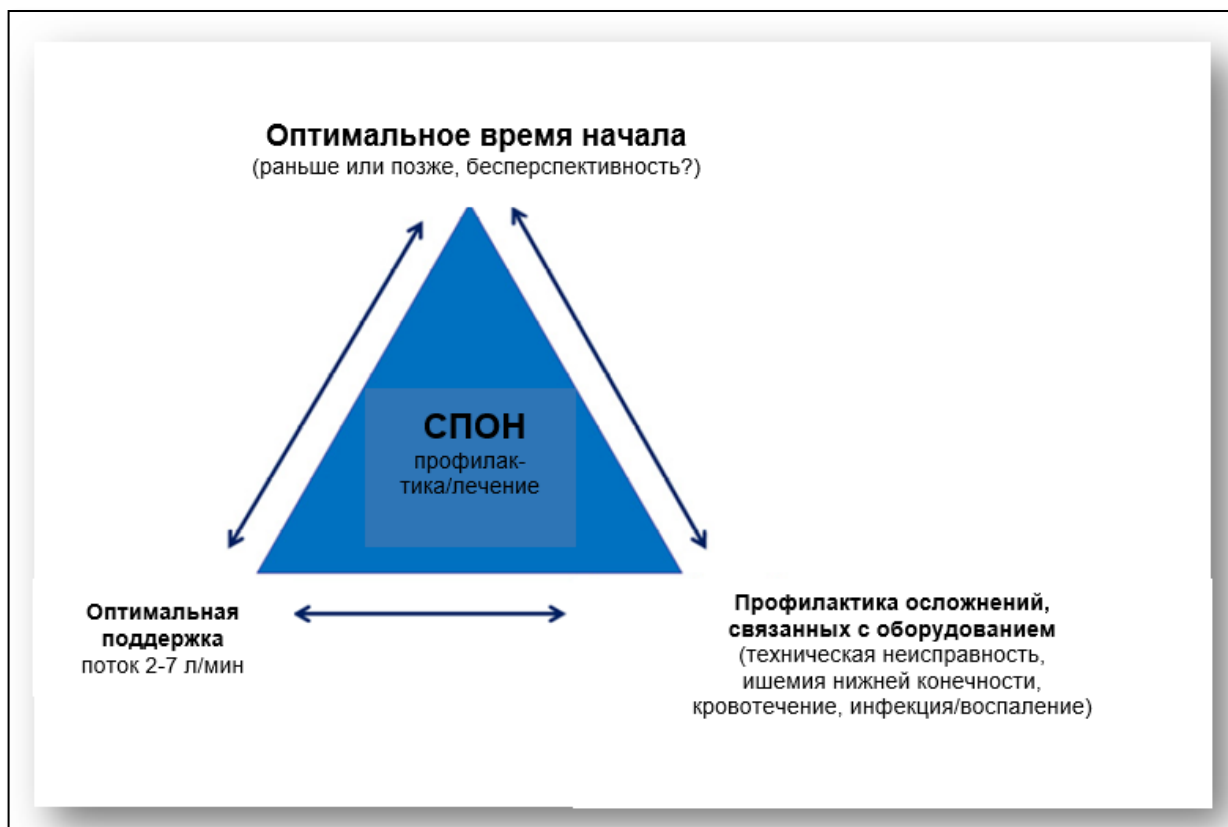 Оптимальное время начала
(раньше или позже, бесперспективность?)
СПОН
профилак-
тика/лечение
Оптимальная
поддержка
поток 2-7 л/мин
Профилактика осложнений,
связанных с оборудованием
(техническая неисправность,
ишемия нижней конечности,
кровотечение, инфекция/воспаление)